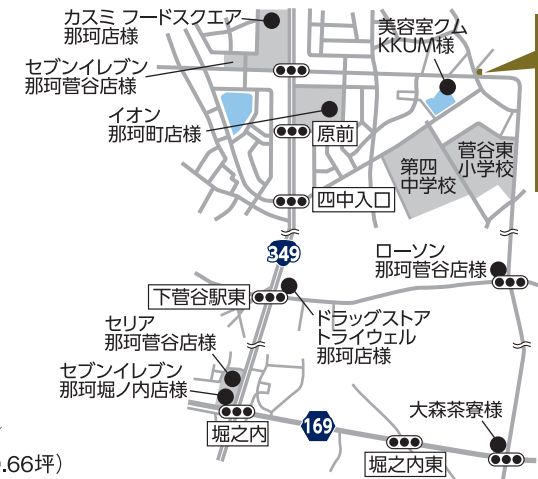 カスミ フードスクエア
那珂店様
美容室クム
KKUM様
セブンイレブン
那珂菅谷店様
イオン
那珂町店様
原前
第四
中学校
菅谷東
小学校
四中入口
349
ローソン
那珂菅谷店様
下菅谷駅東
ドラッグストア
トライウェル
那珂店様
セリア
那珂菅谷店様
セブンイレブン
那珂堀ノ内店様
堀之内
169
大森茶寮様
堀之内東
.66坪）